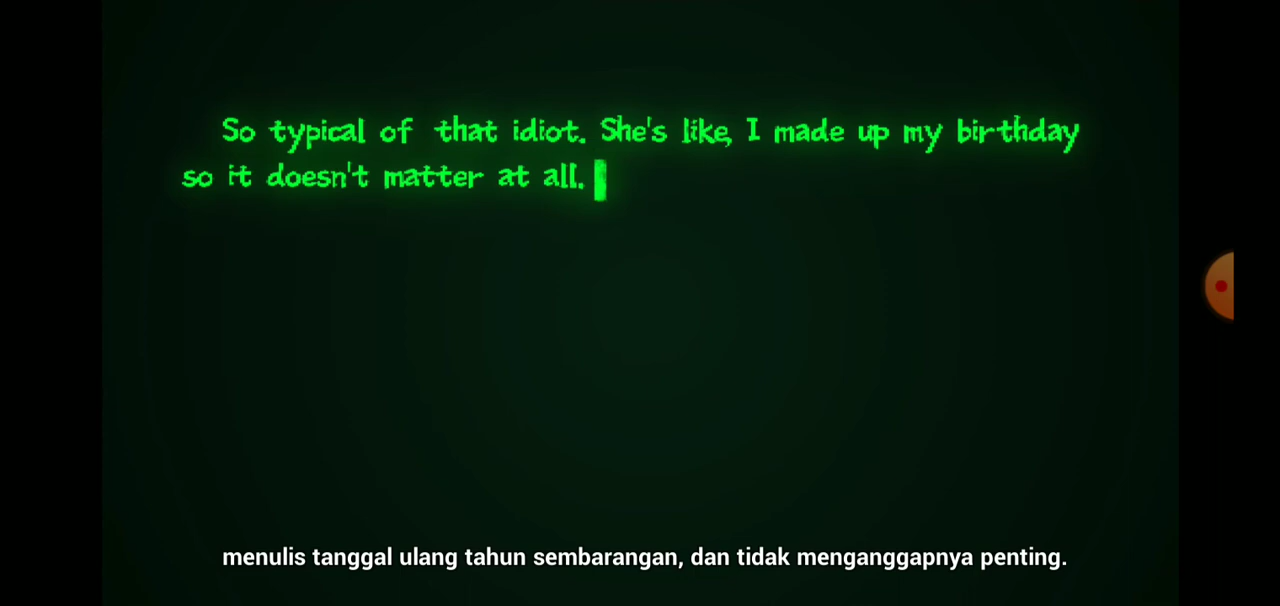 So typical of that idiot. She's like, I made up my birthday
so it doesn't matter at all.
menulis tanggal ulang tahun sembarangan, dan tidak menganggapnya penting.